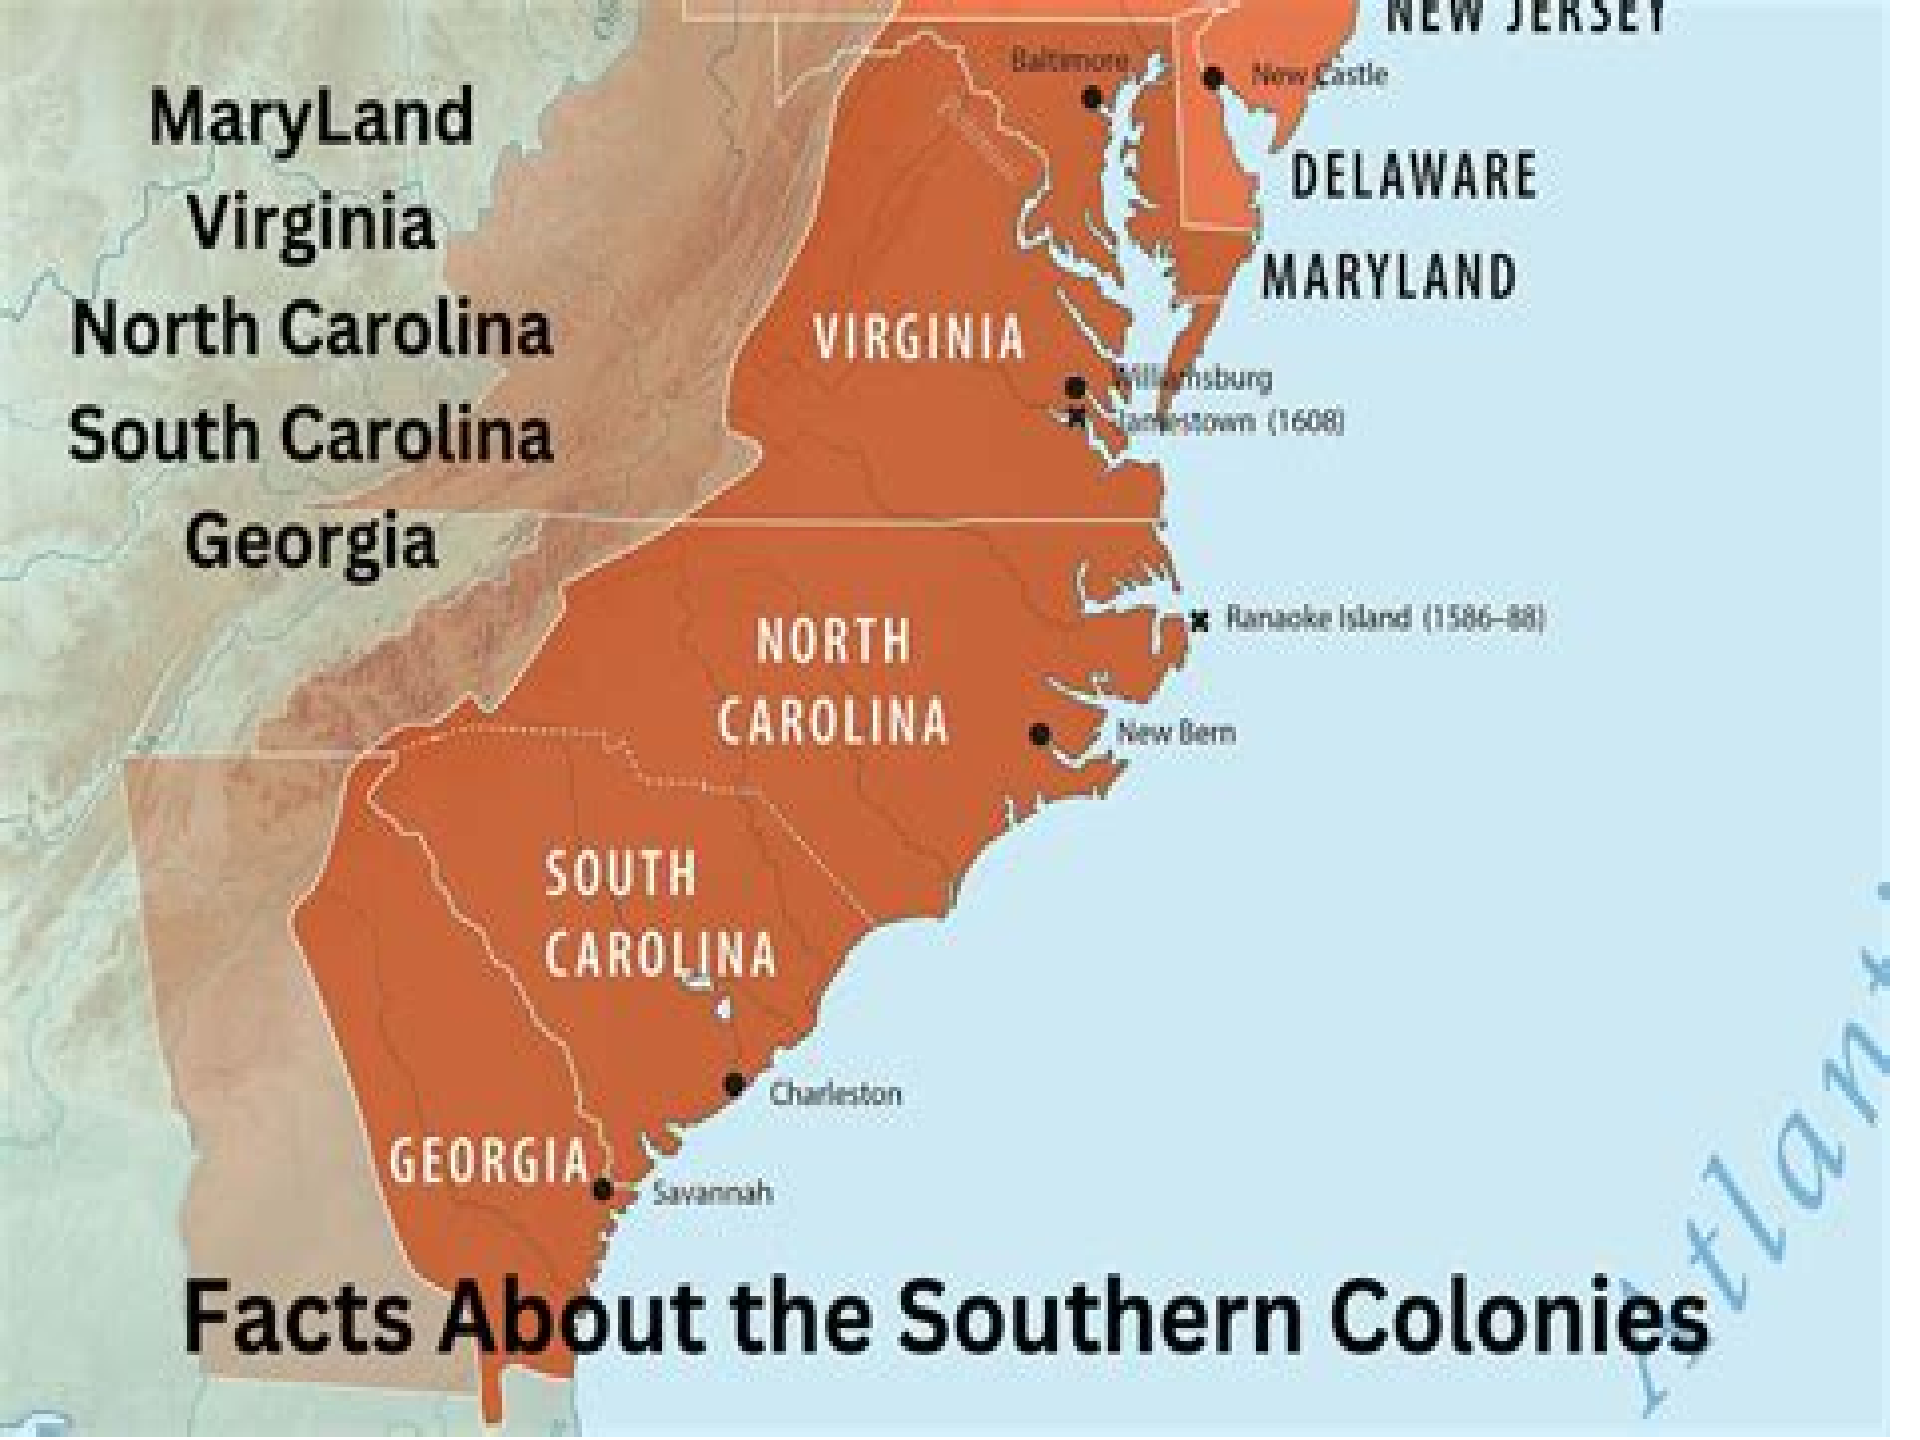 NEW JERSEY
Baltimore
New Castle
MaryLand
DELAWARE
Virginia
MARYLAND
North Carolina
VIRGINIA
Williamsburg
South Carolina
Jamestown (1608)
Georgia
Ranaoke Island (1586–88)
NORTH
CAROLINA
New Bern
SOUTH
CAROLINA
Charleston
GEORGIA
Savannah
Atlant
Facts About the Southern Colonies